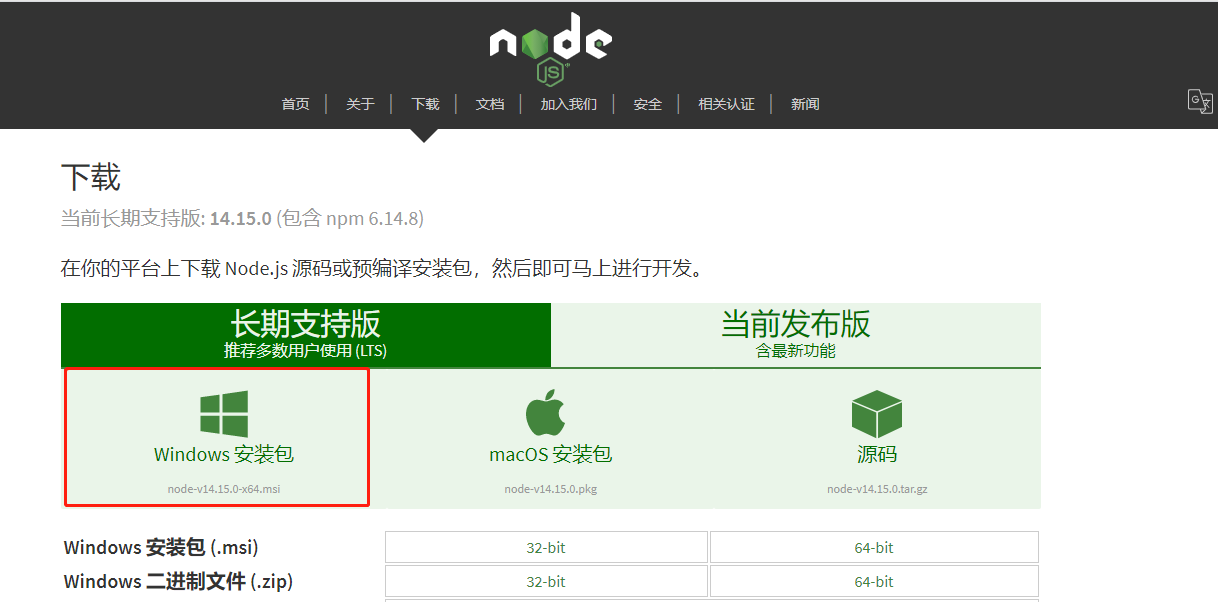 node
JS
首页 关于 下载 文档 加入我们 安全 相关认证 新闻
下载
当前长期支持版: 14.15.0 (包含 npm 6.14.8)
在你的平台上下载 Node.js 源码或预编译安装包，然后即可马上进行开发。
长期支持版
推荐多数用户使用 (LTS)
当前发布版
含最新功能
Windows 安装包
node-v14.15.0-x64.msi
macOS 安装包
node-v14.15.0.pkg
源码
node-v14.15.0.tar.gz
Windows 安装包 (.msi) 32-bit 64-bit
Windows 二进制文件 (.zip) 32-bit 64-bit